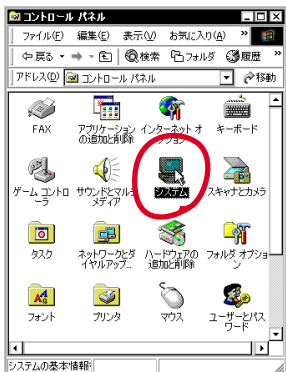 コントロール パネル
ファイル(F) 編集(E) 表示(V) お気に入り(A) »
戻る 検索 フォルダ 履歴 »
アドレス(D) コントロール パネル 移動
FAX
アプリケーションの追加と削除
インターネット オプション
キーボード
ゲーム コントローラ
サウンドとマルチメディア
システム
スキャナとカメラ
タスク
ネットワークとダイヤルアップ...
ハードウェアの追加と削除
フォルダ オプション
フォント
プリンタ
マウス
ユーザーとパスワード
システムの基本情報